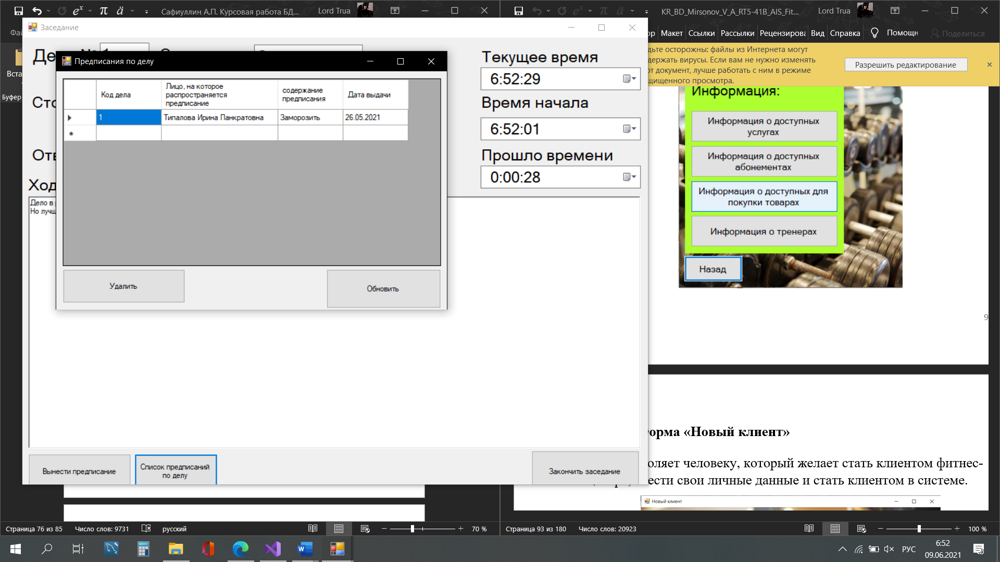 Сафиуллин А.П. Курсовая работа БД...
Lord Trua
KR_BD_Mirsonov_V_A_RT5-41B_AIS_Fit...
Lord Trua
Заседание
Макет
Ссылки
Рассылки
Рецензирова
Вид
Справка
Помощн
Поделиться
Вста
Буфер
Предписания по делу
Код дела
Лицо, на которое
распространяется
предписание
содержание
предписания
Дата выдачи
1
Типалова Ирина Панкратовна
Заморозить
26.05.2021
Удалить
Обновить
Текущее время
6:52:29
Время начала
6:52:01
Прошло времени
0:00:28
Ход
Дело в
Но лучш
Вынести предписание
Список предписаний
по делу
Закончить заседание
дьте осторожны: файлы из Интернета могут
держать вирусы. Если вам не нужно изменять
от документ, лучше работать с ним в режиме
щищенного просмотра.
Разрешить редактирование
Информация:
Информация о доступных
услугах
Информация о доступных
абонементах
Информация о доступных для
покупки товарах
Информация о тренерах
Назад
9
орма «Новый клиент»
оляет человеку, который желает стать клиентом фитнес-
ести свои личные данные и стать клиентом в системе.
Новый клиент
Страница 76 из 85
Число слов: 9731
русский
70 %
Страница 93 из 180
Число слов: 20923
100 %
РУС
6:52
09.06.2021